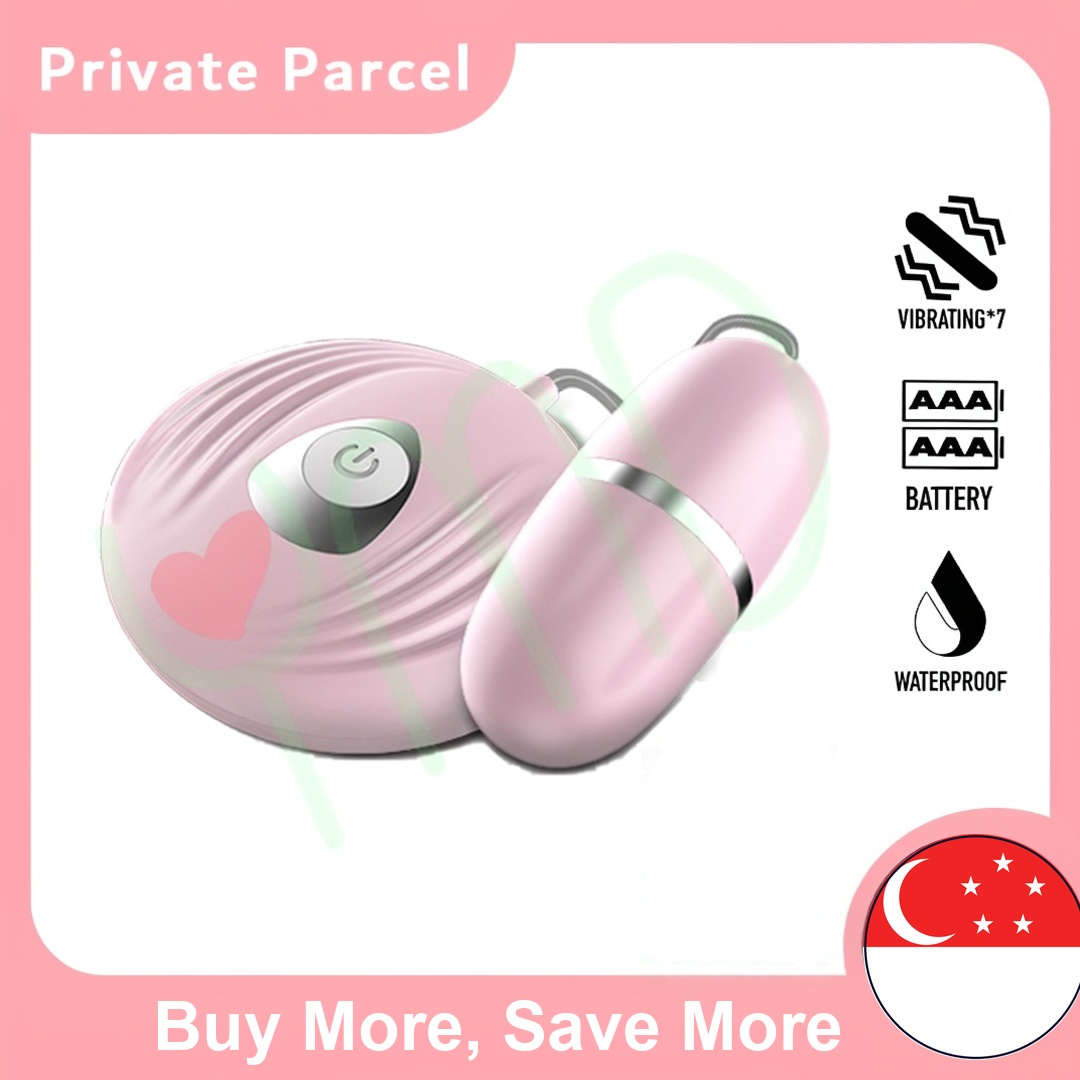 Private Parcel
VIBRATING*7
AAA
AAA
BATTERY
WATERPROOF
Buy More, Save More